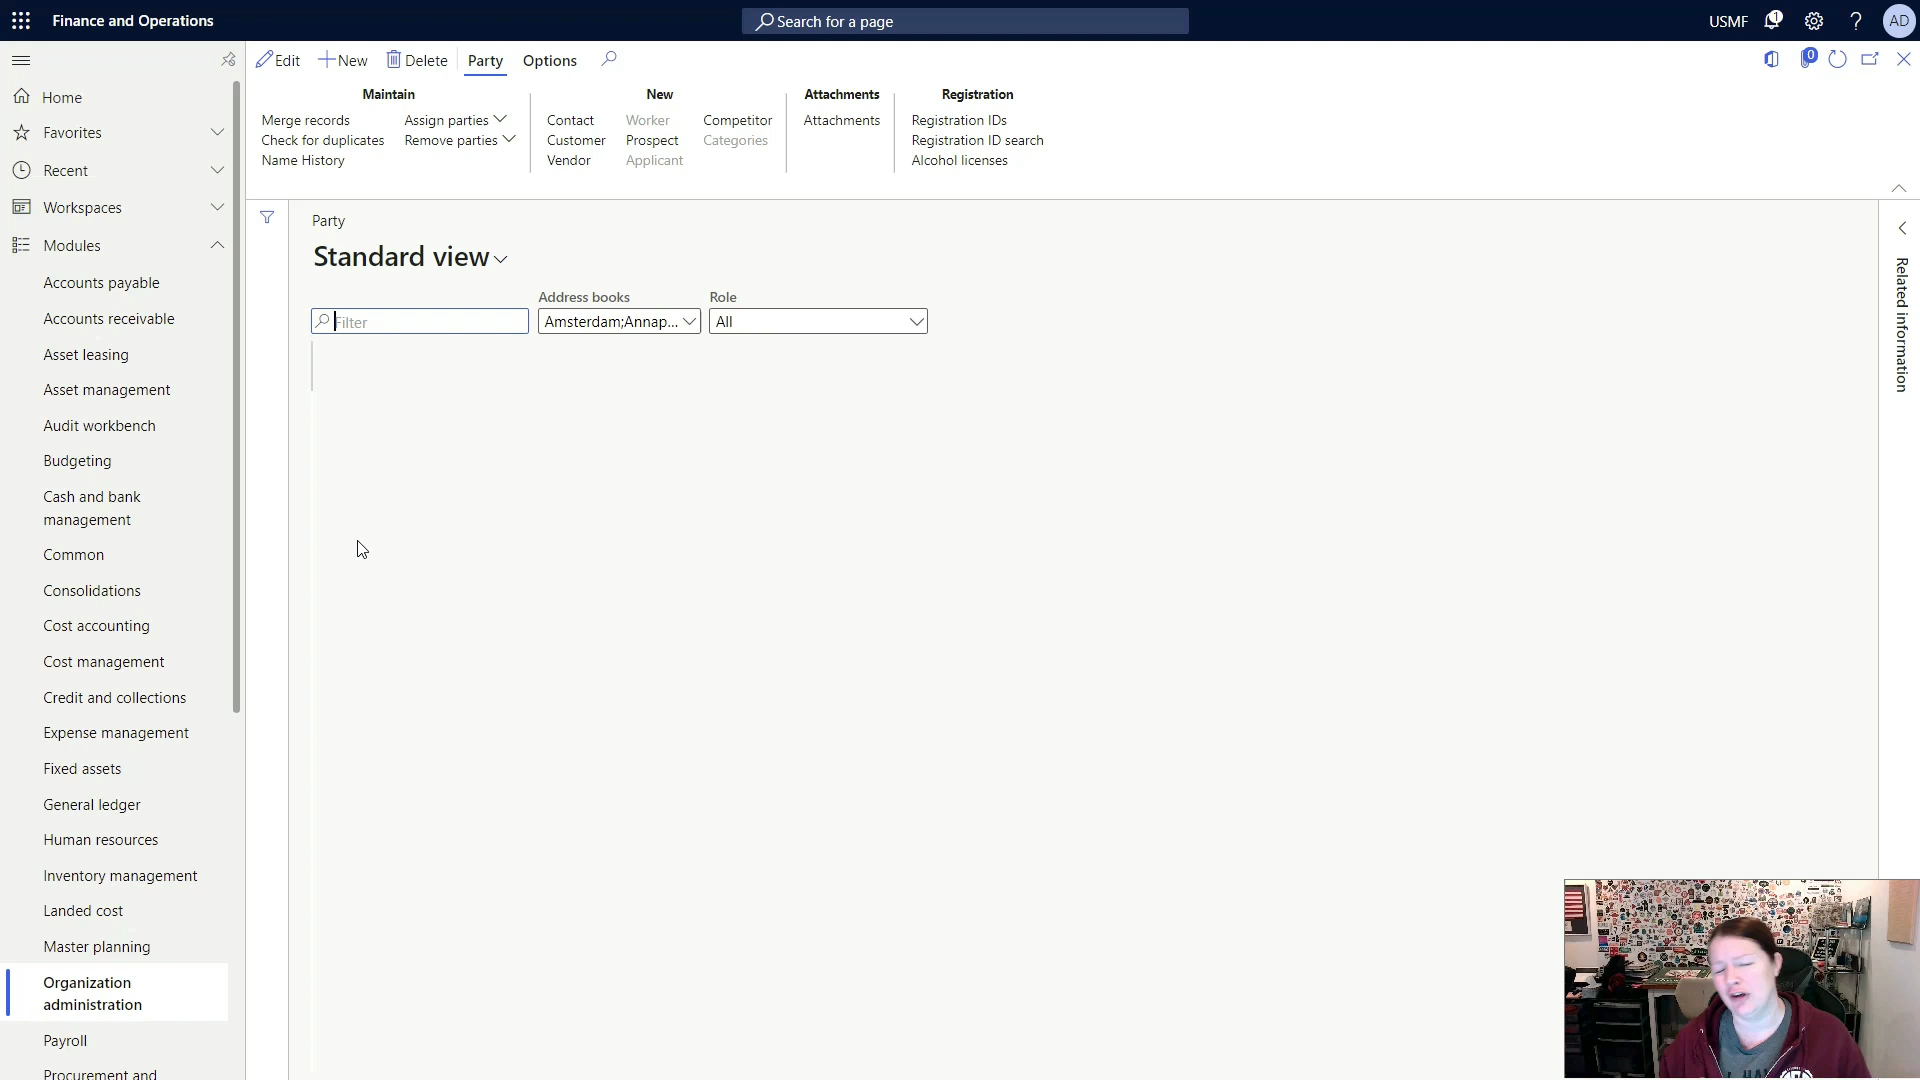 Finance and Operations
Search for a page
USMF
1
?
AD
Edit
New
Delete
Party
Options
0
Home
Favorites
Recent
Workspaces
Modules
Accounts payable
Accounts receivable
Asset leasing
Asset management
Audit workbench
Budgeting
Cash and bank
management
Common
Consolidations
Cost accounting
Cost management
Credit and collections
Expense management
Fixed assets
General ledger
Human resources
Inventory management
Landed cost
Master planning
Organization
administration
Payroll
Procurement and
Maintain
Merge records
Check for duplicates
Name History
Assign parties
Remove parties
New
Contact
Customer
Vendor
Worker
Prospect
Applicant
Competitor
Categories
Attachments
Attachments
Registration
Registration IDs
Registration ID search
Alcohol licenses
Party
Standard view
Filter
Address books
Amsterdam;Annap...
Role
All
Related information